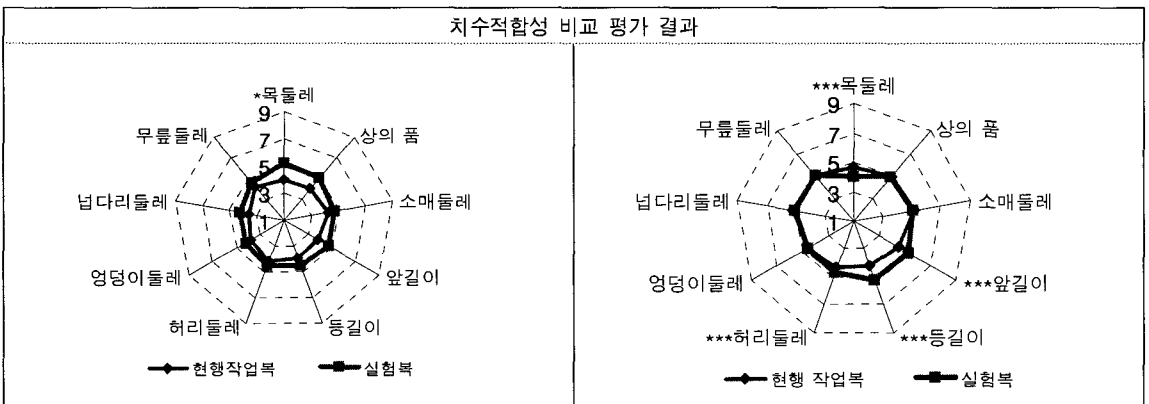 치수적합성 비교 평가 결과
*목둘레
상의 품
소매둘레
앞길이
등길이
허리둘레
엉덩이둘레
넙다리둘레
무릎둘레
9
7
5
3
1
현행작업복
실험복
***목둘레
상의 품
소매둘레
***앞길이
***등길이
***허리둘레
엉덩이둘레
넙다리둘레
무릎둘레
9
7
5
3
1
현행 작업복
실험복